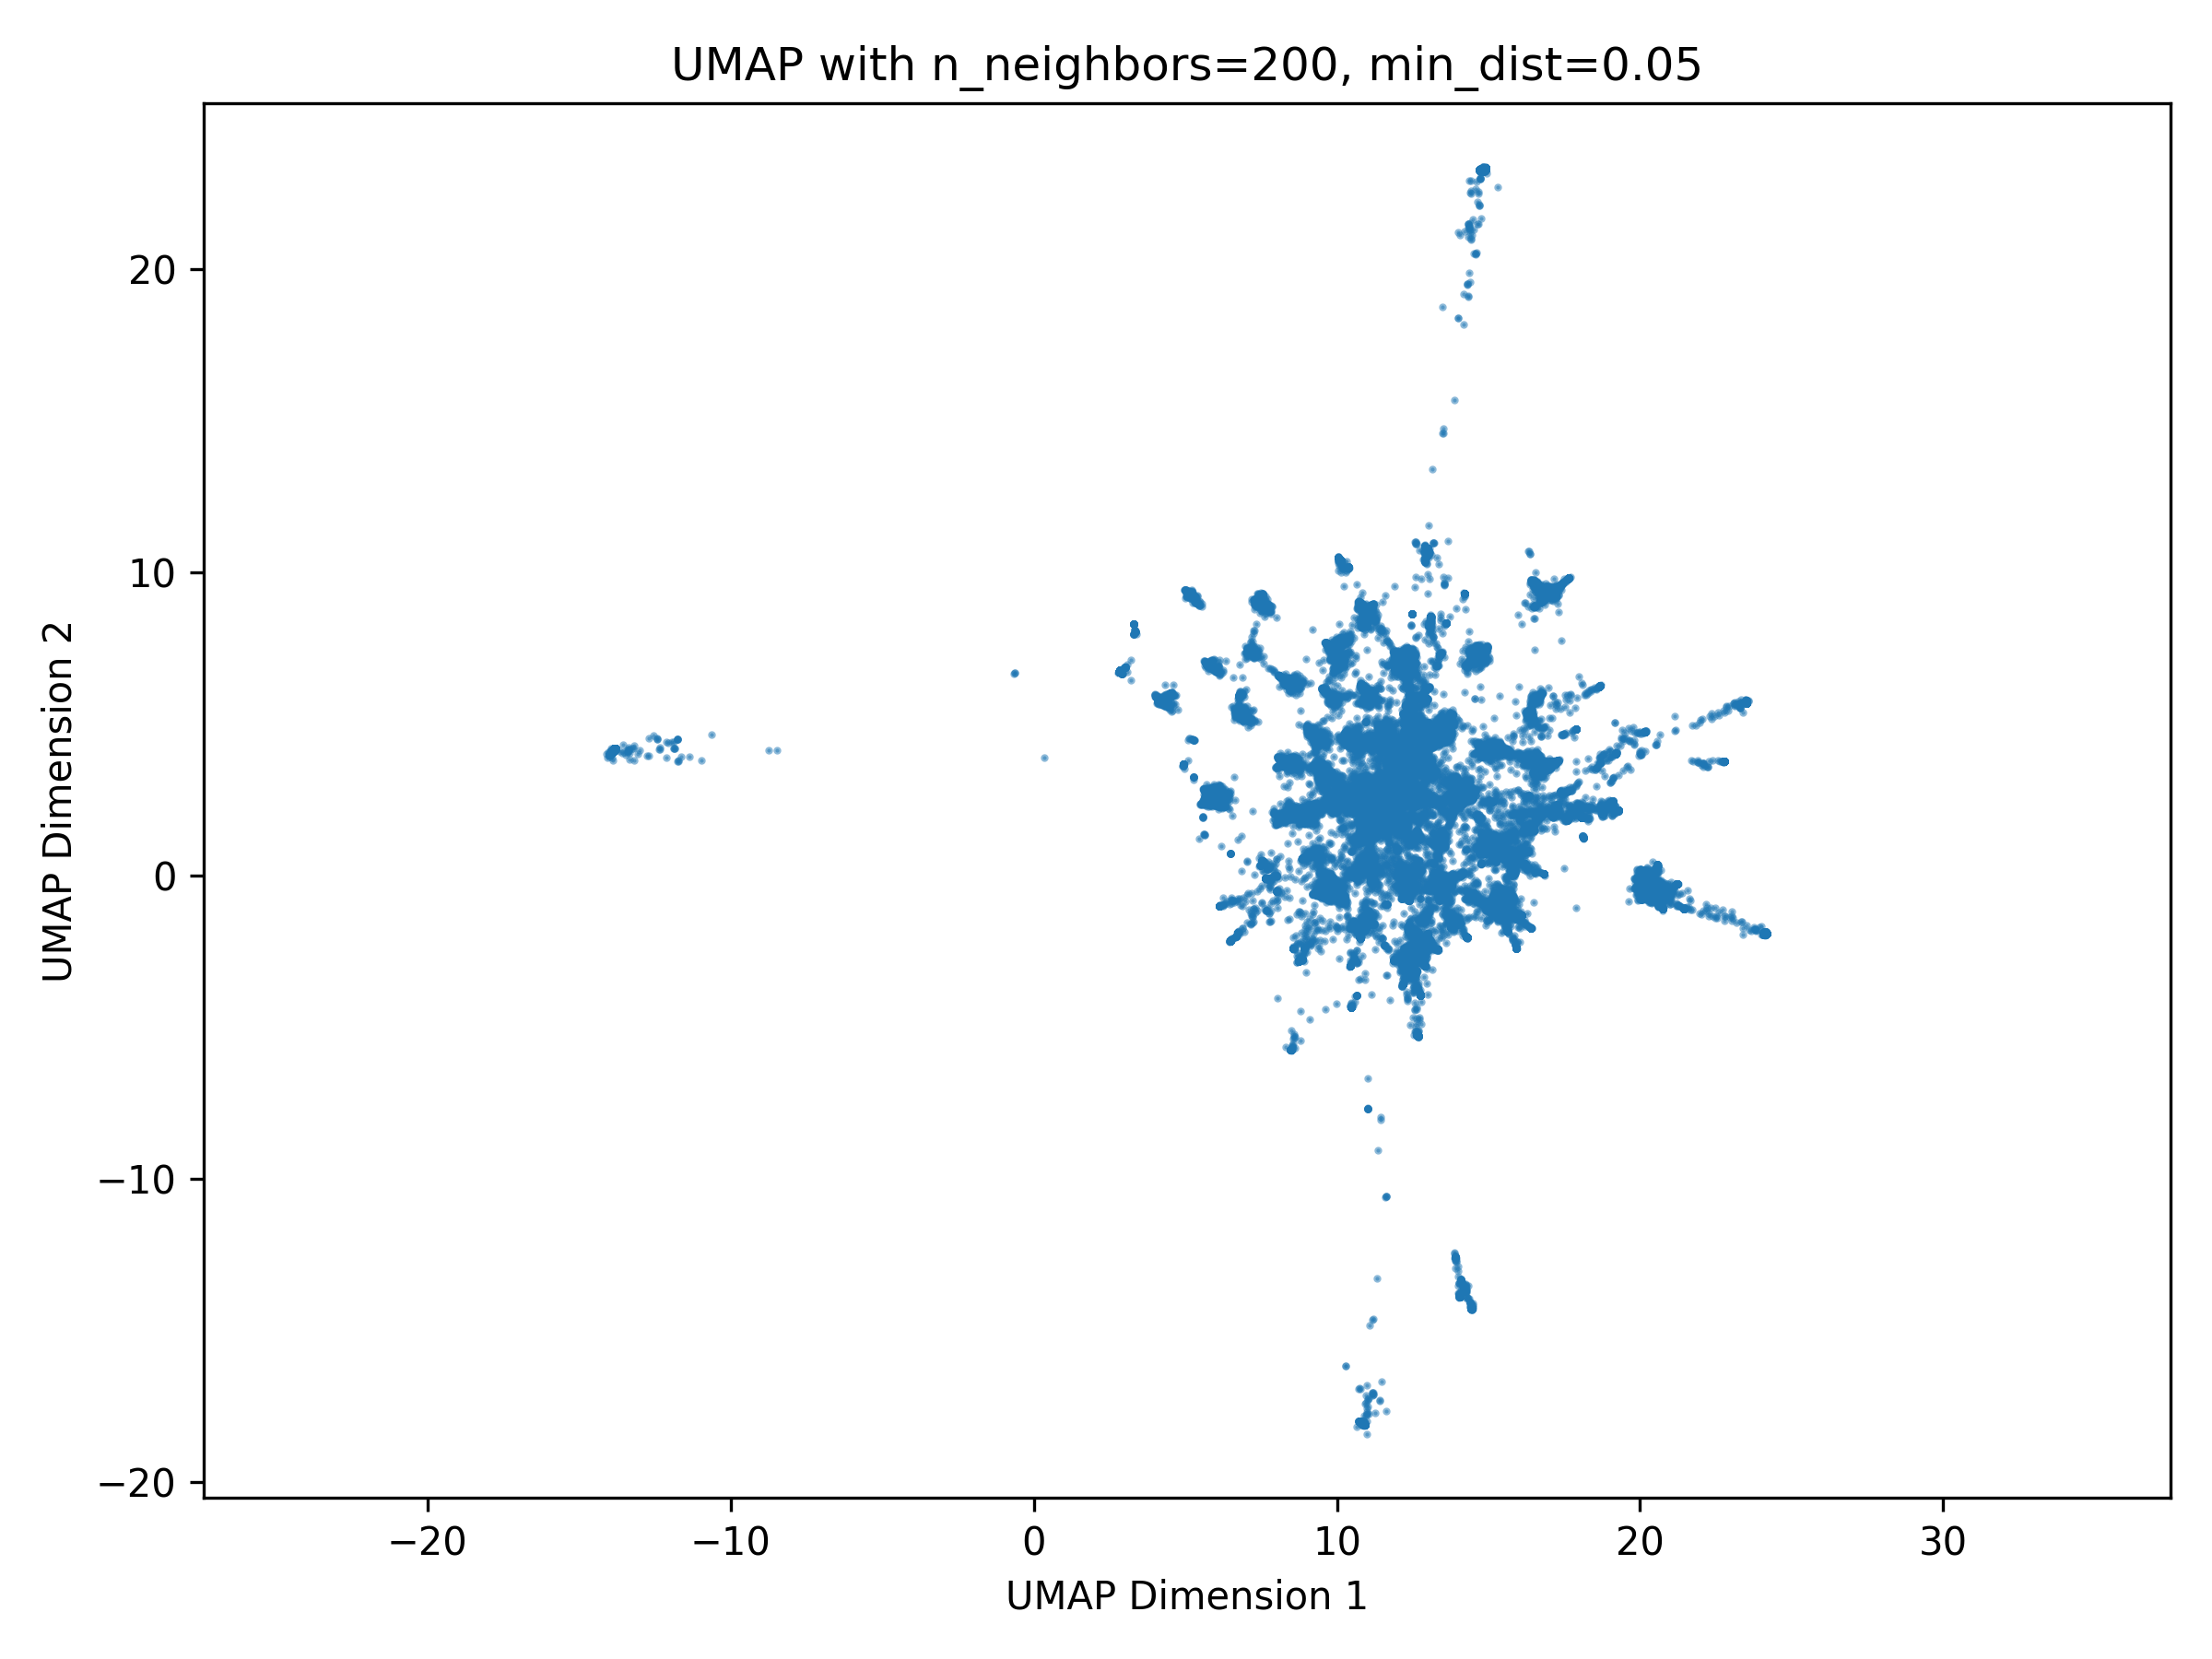 UMAP with n_neighbors=200, min_dist=0.05
UMAP Dimension 2
20
10
0
−10
−20
−20 −10 0 10 20 30
UMAP Dimension 1